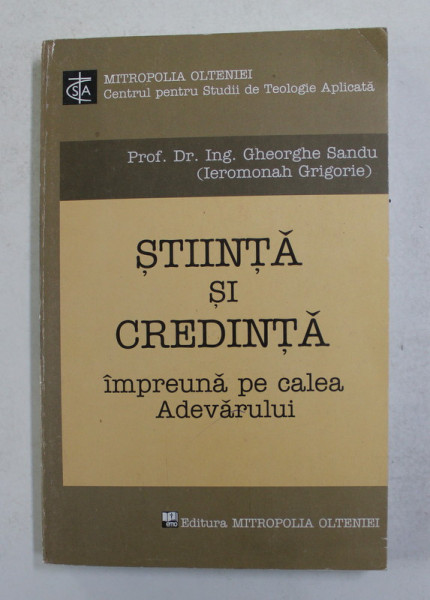 CSTA
MITROPOLIA OLTENIEI
Centrul pentru Studii de Teologie Aplicată
Prof. Dr. Ing. Gheorghe Sandu
(Ieromonah Grigorie)
ȘTIINȚĂ
ȘI
CREDINȚĂ
împreună pe calea
Adevărului
Editura MITROPOLIA OLTENIEI